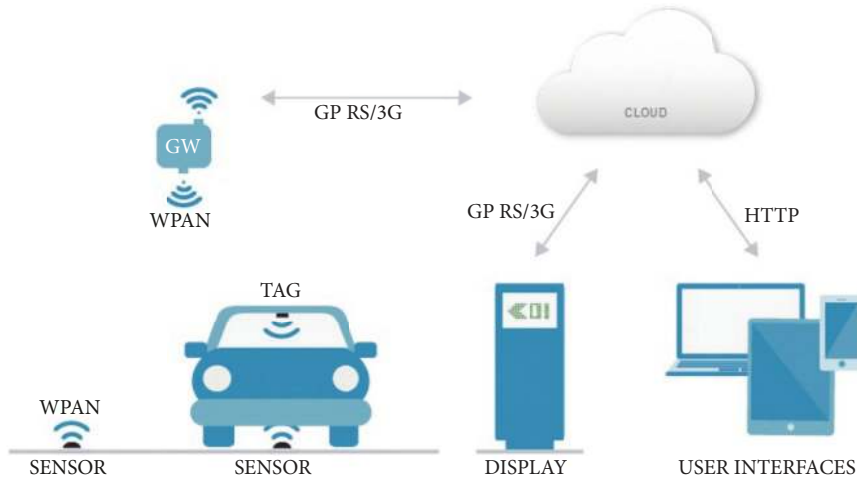 GP RS/3G
CLOUD
GW
WPAN
GP RS/3G
HTTP
TAG
WPAN
SENSOR
SENSOR
DISPLAY
USER INTERFACES